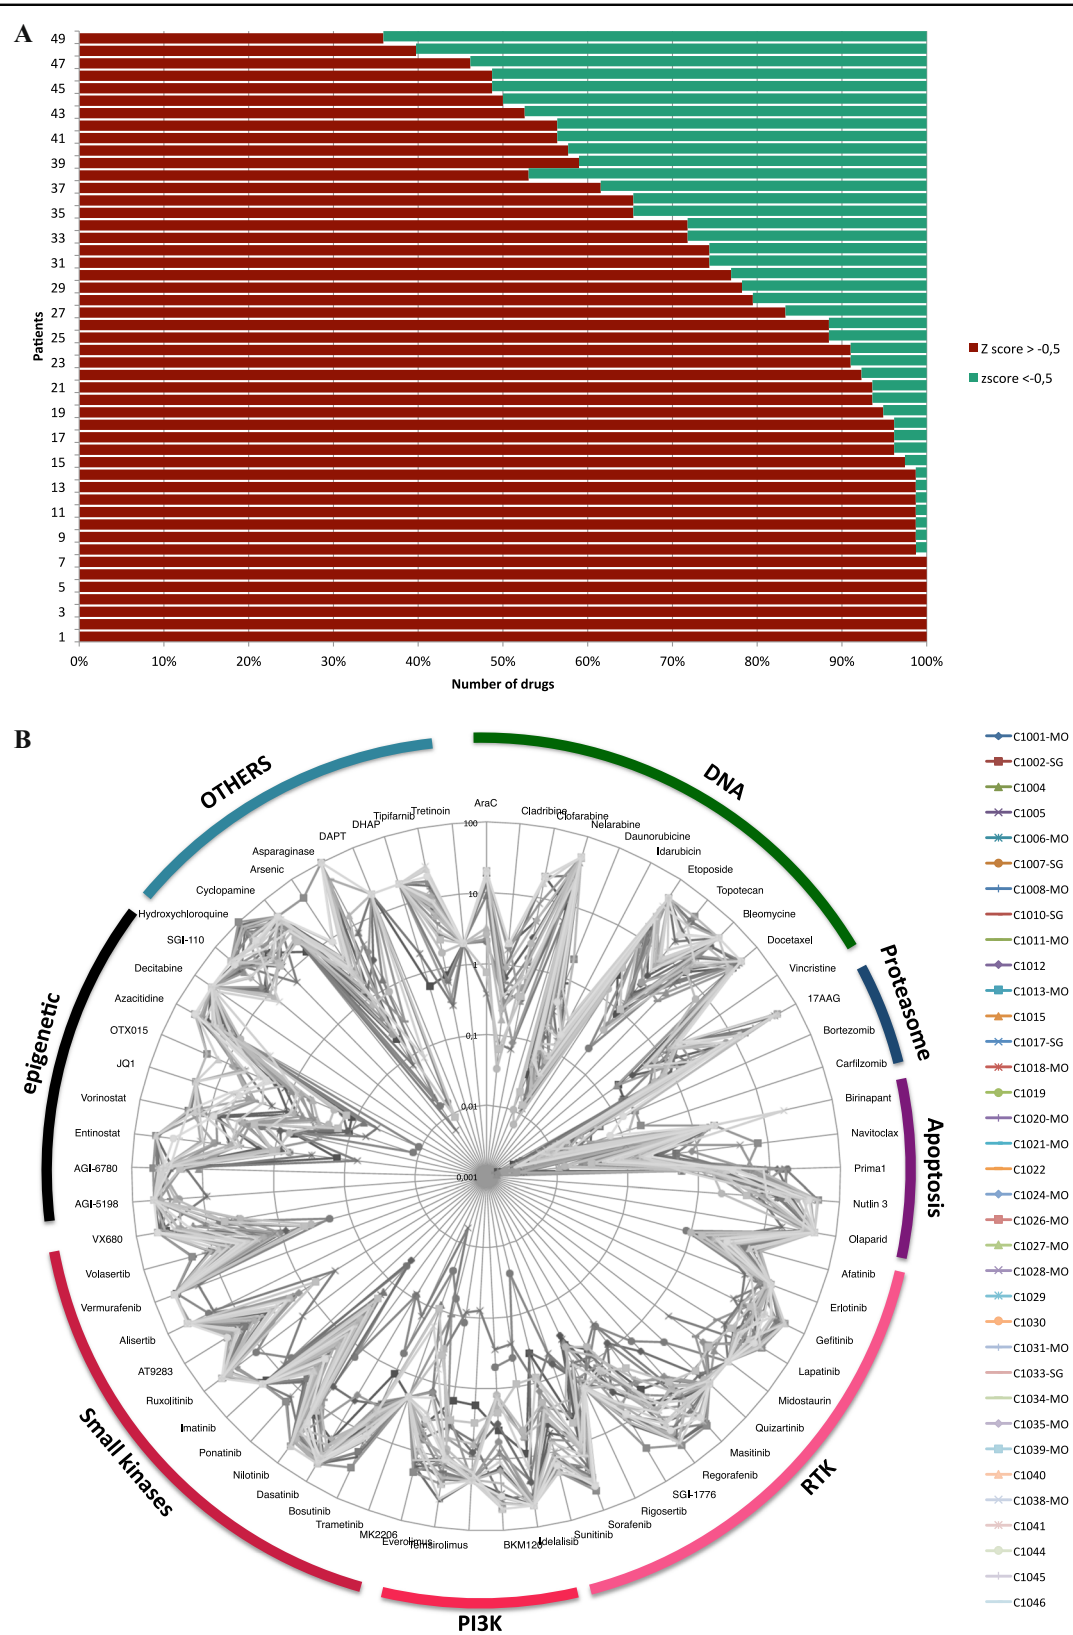 A
49
47
45
43
41
39
37
35
33
31
29
27
25
23
21
19
17
15
13
11
9
7
5
3
1
Patients
0% 10% 20% 30% 40% 50% 60% 70% 80% 90% 100%
Number of drugs
Z score > -0,5
zscore <-0,5
B
OTHERS
DNA
Proteasome
Apoptosis
RTK
PI3K
Small kinases
epigenetic
100
10
1
0,1
0,01
0,001
AraC
Cladribine
Clofarabine
Nelarabine
Daunorubicine
Idarubicin
Etoposide
Topotecan
Bleomycine
Docetaxel
Vincristine
17AAG
Bortezomib
Carfilzomib
Birinapant
Navitoclax
Prima1
Nutlin 3
Olaparid
Afatinib
Erlotinib
Gefitinib
Lapatinib
Midostaurin
Quizartinib
Masitinib
Regorafenib
SGI-1776
Rigosertib
Sorafenib
Sunitinib
Idelalisib
BKM120
Temsirolimus
Everolimus
MK2206
Trametinib
Bosutinib
Dasatinib
Nilotinib
Ponatinib
Imatinib
Ruxolitinib
AT9283
Alisertib
Vermurafenib
Volasertib
VX680
AGI-5198
AGI-6780
Entinostat
Vorinostat
JQ1
OTX015
Azacitidine
Decitabine
SGI-110
Hydroxychloroquine
Cyclopamine
Arsenic
Asparaginase
DAPT
DHAP
Tipifarnib
Tretinoin
C1001-MO
C1002-SG
C1004
C1005
C1006-MO
C1007-SG
C1008-MO
C1010-SG
C1011-MO
C1012
C1013-MO
C1015
C1017-SG
C1018-MO
C1019
C1020-MO
C1021-MO
C1022
C1024-MO
C1026-MO
C1027-MO
C1028-MO
C1029
C1030
C1031-MO
C1033-SG
C1034-MO
C1035-MO
C1039-MO
C1040
C1038-MO
C1041
C1044
C1045
C1046